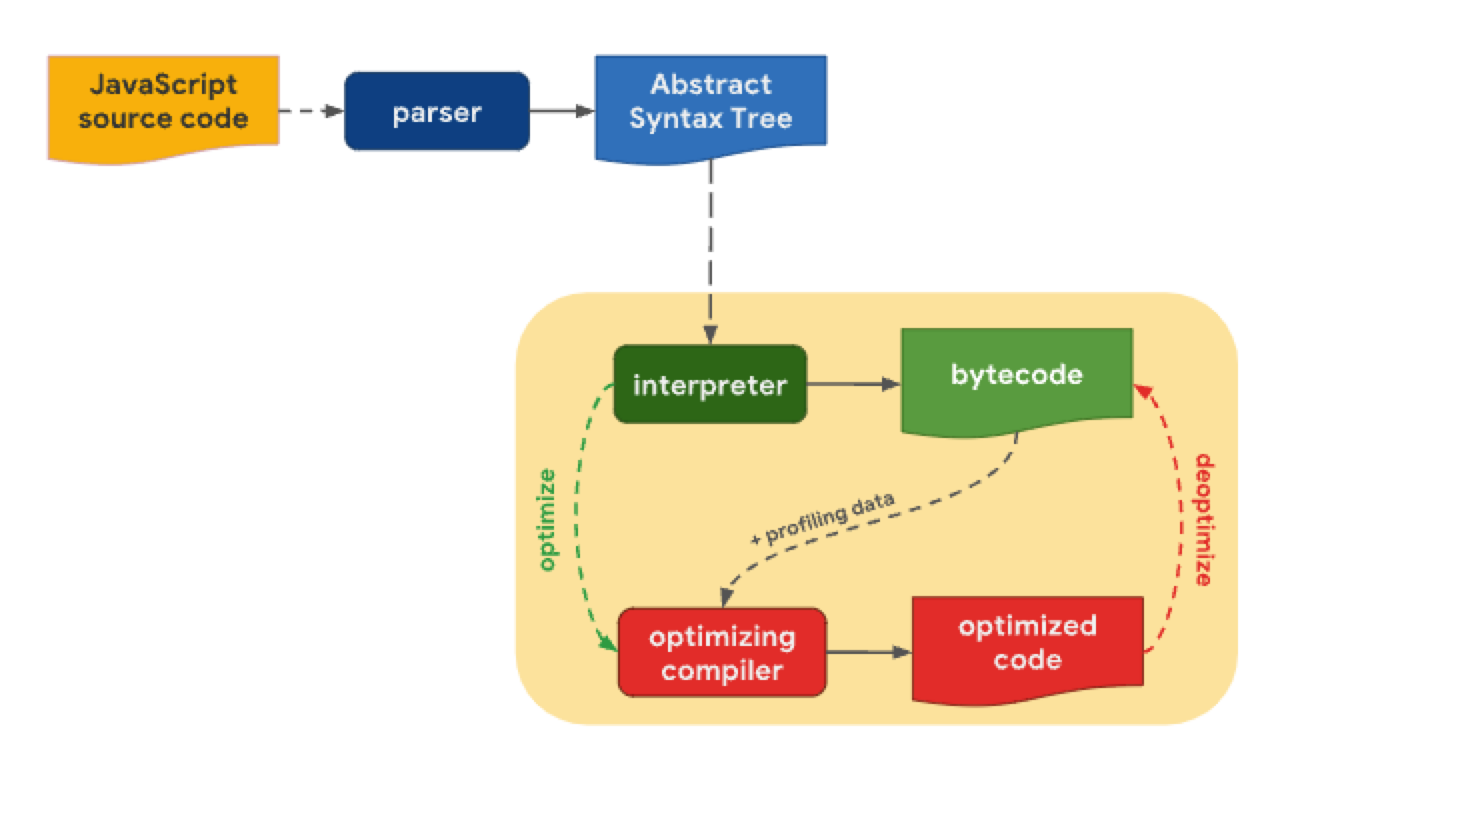 JavaScript
source code
parser
Abstract
Syntax Tree
interpreter
bytecode
optimize
+ profiling data
deoptimize
optimizing
compiler
optimized
code